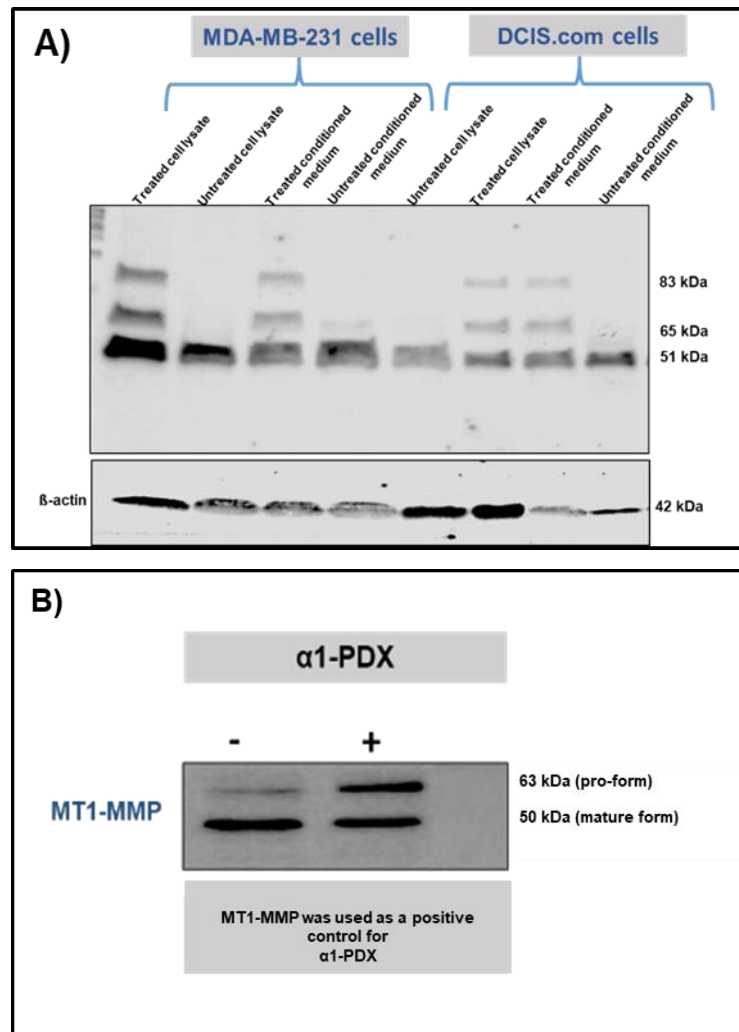 A)
MDA-MB-231 cells
DCIS.com cells
Treated cell lysate
Untreated cell lysate
Treated conditioned
medium
Untreated conditioned
medium
Untreated cell lysate
Treated cell lysate
Treated conditioned
medium
Untreated conditioned
medium
83 kDa
65 kDa
51 kDa
ß-actin
42 kDa
B)
α1-PDX
- +
MT1-MMP
63 kDa (pro-form)
50 kDa (mature form)
MT1-MMP was used as a positive
control for
α1-PDX